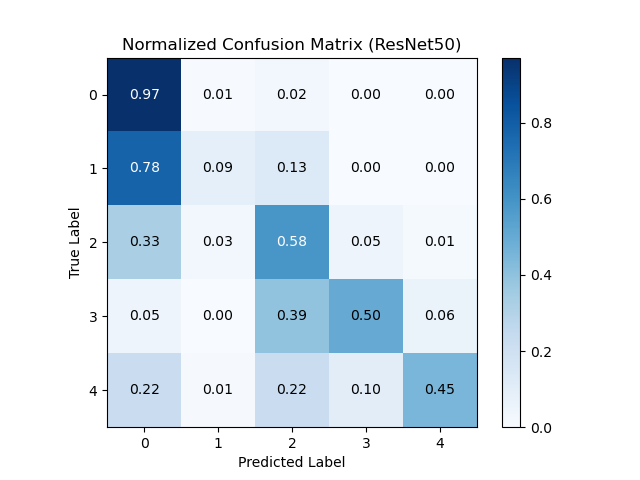 Normalized Confusion Matrix (ResNet50)
0 0.97 0.01 0.02 0.00 0.00
1 0.78 0.09 0.13 0.00 0.00
2 0.33 0.03 0.58 0.05 0.01
3 0.05 0.00 0.39 0.50 0.06
4 0.22 0.01 0.22 0.10 0.45
0 1 2 3 4
Predicted Label
True Label
0.8
0.6
0.4
0.2
0.0